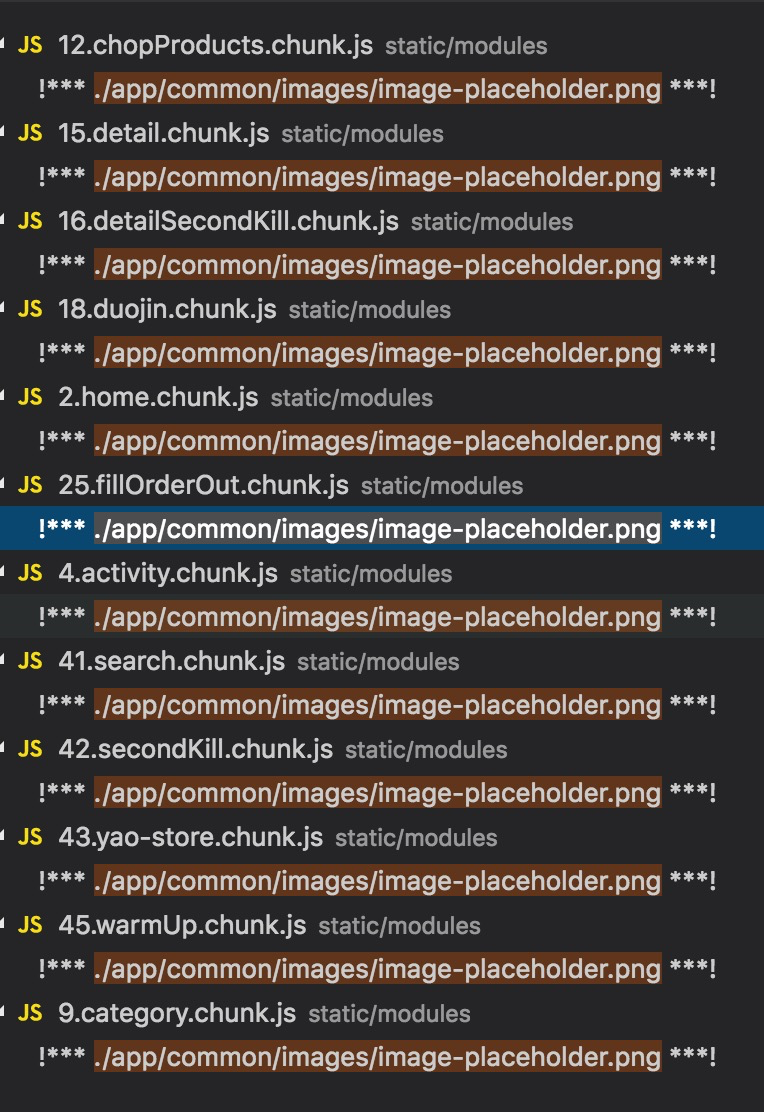 JS 12.chopProducts.chunk.js static/modules
!*** ./app/common/images/image-placeholder.png ***!
JS 15.detail.chunk.js static/modules
!*** ./app/common/images/image-placeholder.png ***!
JS 16.detailSecondKill.chunk.js static/modules
!*** ./app/common/images/image-placeholder.png ***!
JS 18.duojin.chunk.js static/modules
!*** ./app/common/images/image-placeholder.png ***!
JS 2.home.chunk.js static/modules
!*** ./app/common/images/image-placeholder.png ***!
JS 25.fillOrderOut.chunk.js static/modules
!*** ./app/common/images/image-placeholder.png ***!
JS 4.activity.chunk.js static/modules
!*** ./app/common/images/image-placeholder.png ***!
JS 41.search.chunk.js static/modules
!*** ./app/common/images/image-placeholder.png ***!
JS 42.secondKill.chunk.js static/modules
!*** ./app/common/images/image-placeholder.png ***!
JS 43.yao-store.chunk.js static/modules
!*** ./app/common/images/image-placeholder.png ***!
JS 45.warmUp.chunk.js static/modules
!*** ./app/common/images/image-placeholder.png ***!
JS 9.category.chunk.js static/modules
!*** ./app/common/images/image-placeholder.png ***!